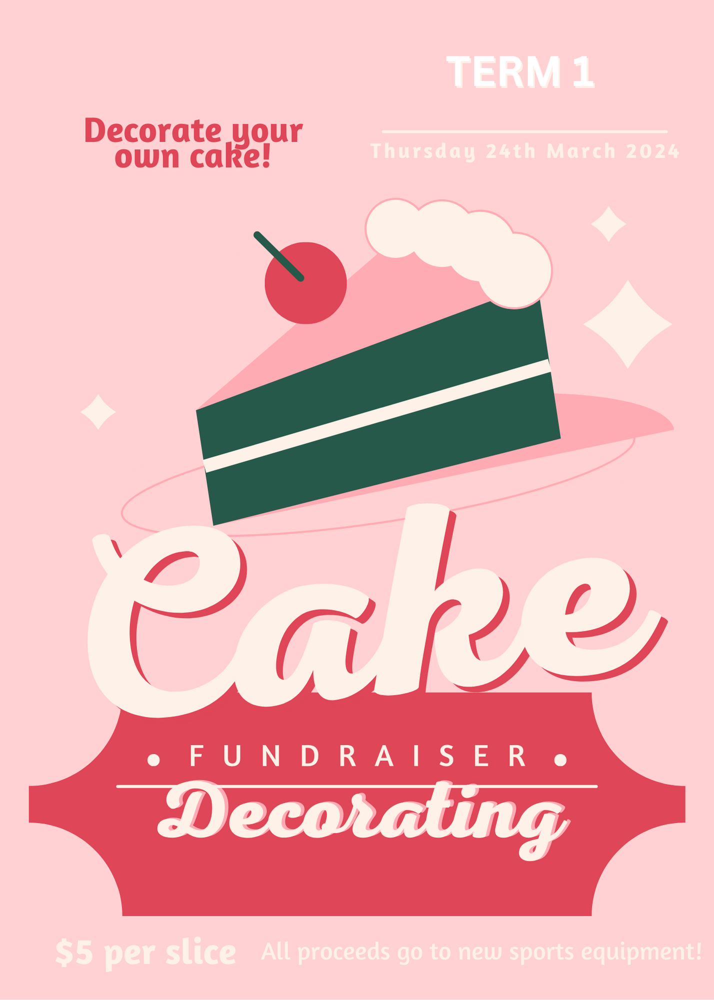 TERM 1
Decorate your
own cake!
Thursday 24th March 2024
Cake
• FUNDRAISER •
Decorating
$5 per slice
All proceeds go to new sports equipment!